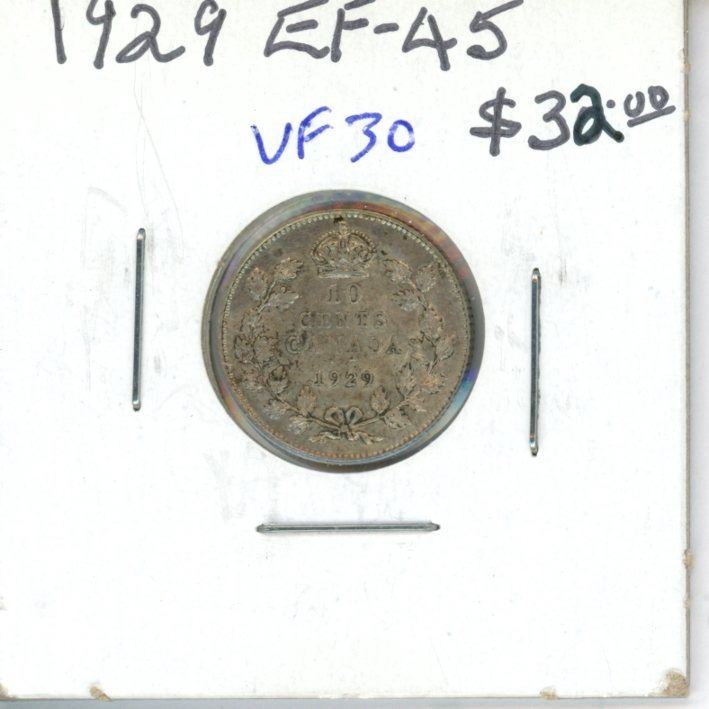 1929 EF-45
VF30 $32.00
10
CENTS
CANADA
1929